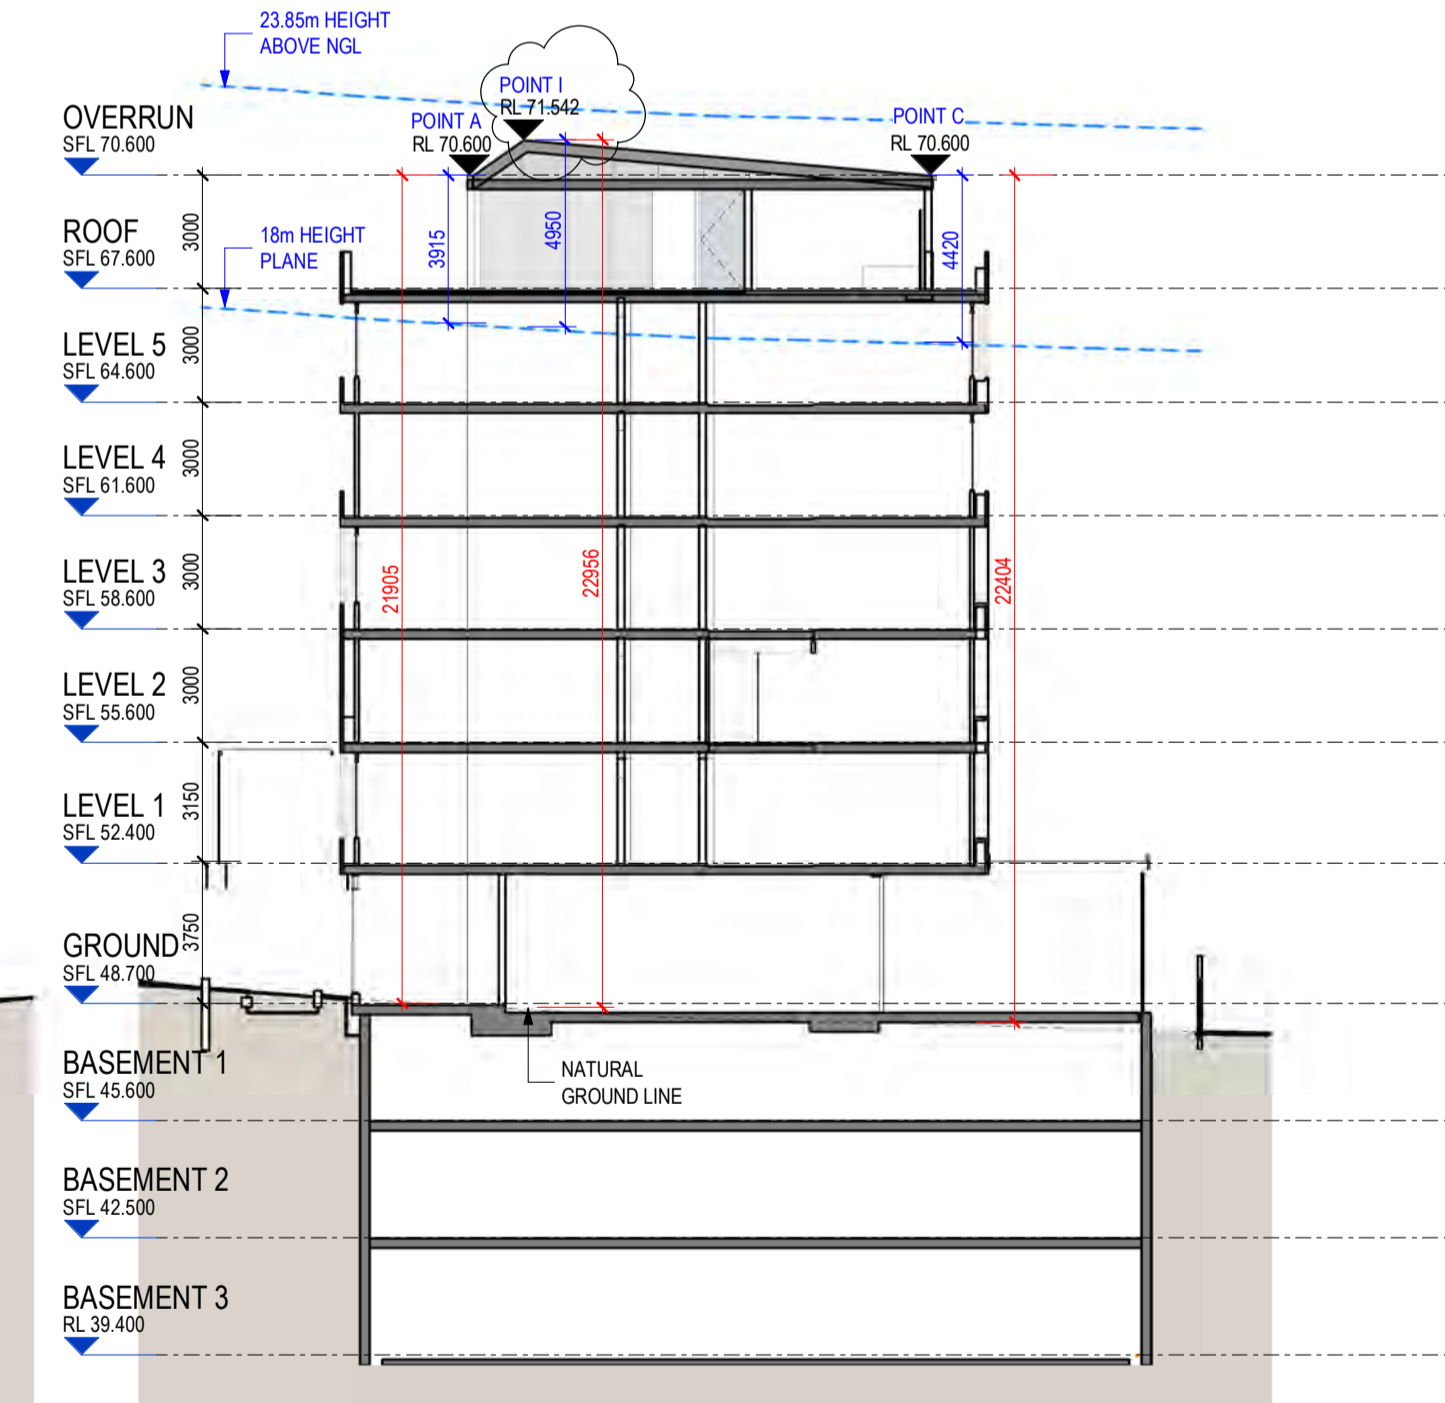 23.85m HEIGHT
ABOVE NGL
POINT I
RL 71.542
POINT A
RL 70.600
POINT C
RL 70.600
OVERRUN
SFL 70.600
3000
ROOF
SFL 67.600
18m HEIGHT
PLANE
3915
4950
4420
3000
LEVEL 5
SFL 64.600
3000
LEVEL 4
SFL 61.600
3000
LEVEL 3
SFL 58.600
21905
22956
22404
3000
LEVEL 2
SFL 55.600
3150
LEVEL 1
SFL 52.400
3750
GROUND
SFL 48.700
NATURAL
GROUND LINE
BASEMENT 1
SFL 45.600
BASEMENT 2
SFL 42.500
BASEMENT 3
RL 39.400